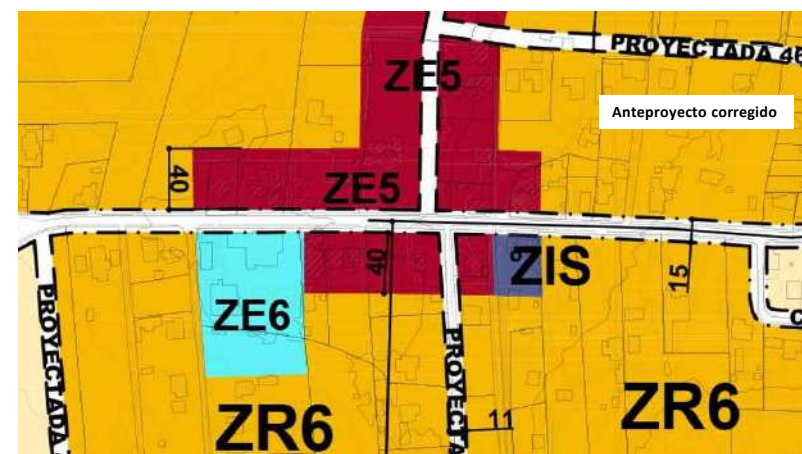 PROYECTADA 46
ZE5
Anteproyecto corregido
40
ZE5
40
ZIS
15
ZE6
PROYECTADA
PROYECTA
C
ZR6
11
ZR6